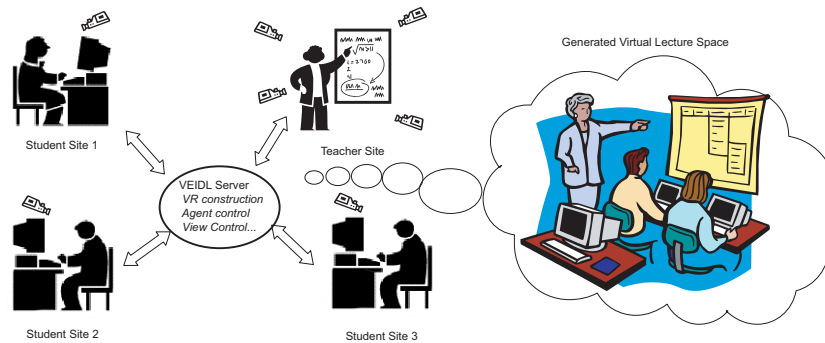 Generated Virtual Lecture Space
Student Site 1
Teacher Site
VEIDL Server
VR construction
Agent control
View Control...
Student Site 2
Student Site 3